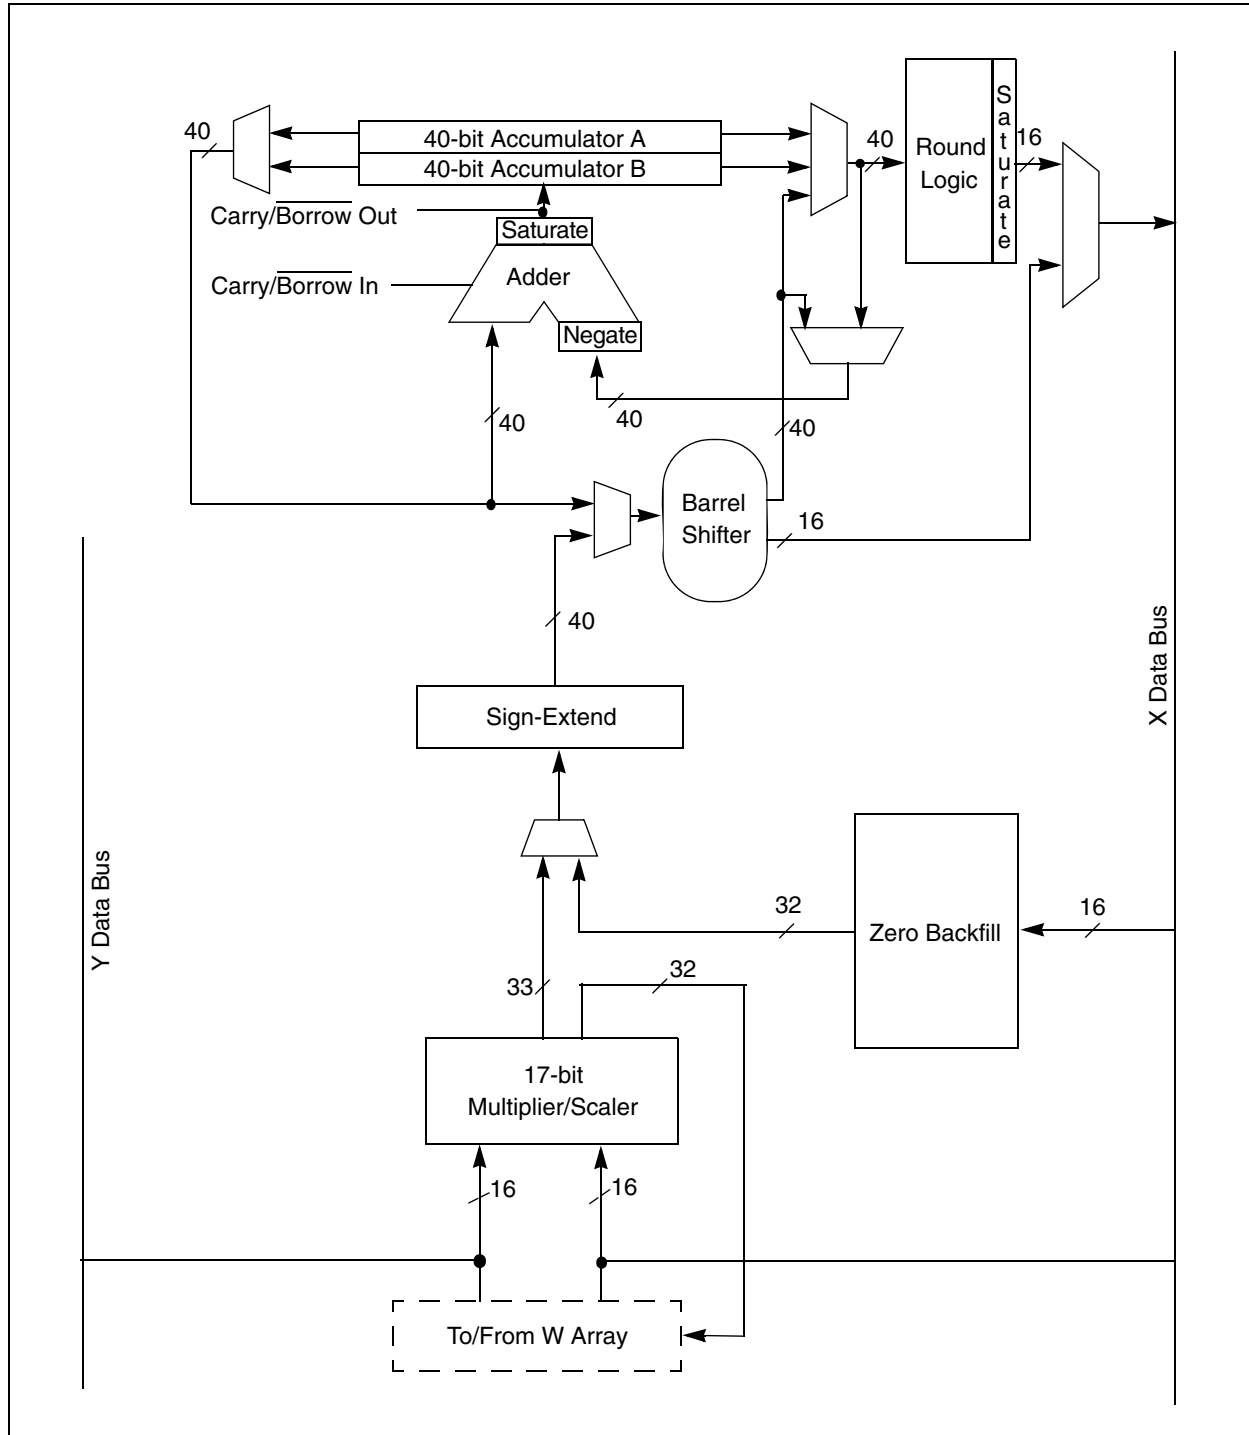 40
40-bit Accumulator A
40-bit Accumulator B
40
Round
Logic
Saturate
16
Carry/Borrow Out
Saturate
Carry/Borrow In
Adder
Negate
40
40
40
Barrel
Shifter
16
40
Sign-Extend
X Data Bus
Y Data Bus
32
Zero Backfill
16
33
32
17-bit
Multiplier/Scaler
16
16
To/From W Array